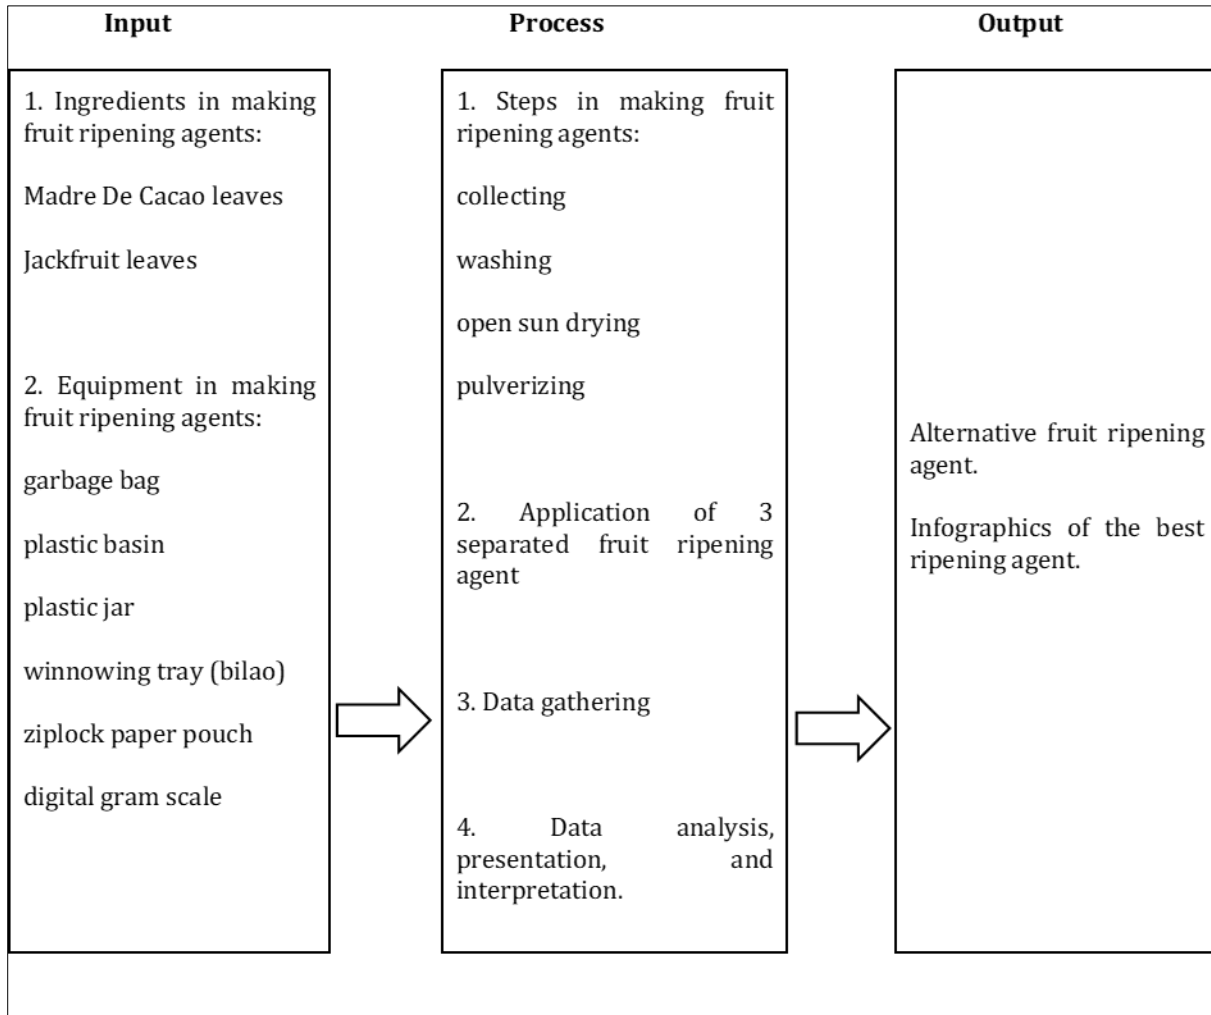 Input
Process
Output
1. Ingredients in making
fruit ripening agents:
Madre De Cacao leaves
Jackfruit leaves
2. Equipment in making
fruit ripening agents:
garbage bag
plastic basin
plastic jar
winnowing tray (bilao)
ziplock paper pouch
digital gram scale
1. Steps in making fruit
ripening agents:
collecting
washing
open sun drying
pulverizing
2. Application of 3
separated fruit ripening
agent
3. Data gathering
4. Data analysis,
presentation, and
interpretation.
Alternative fruit ripening
agent.
Infographics of the best
ripening agent.